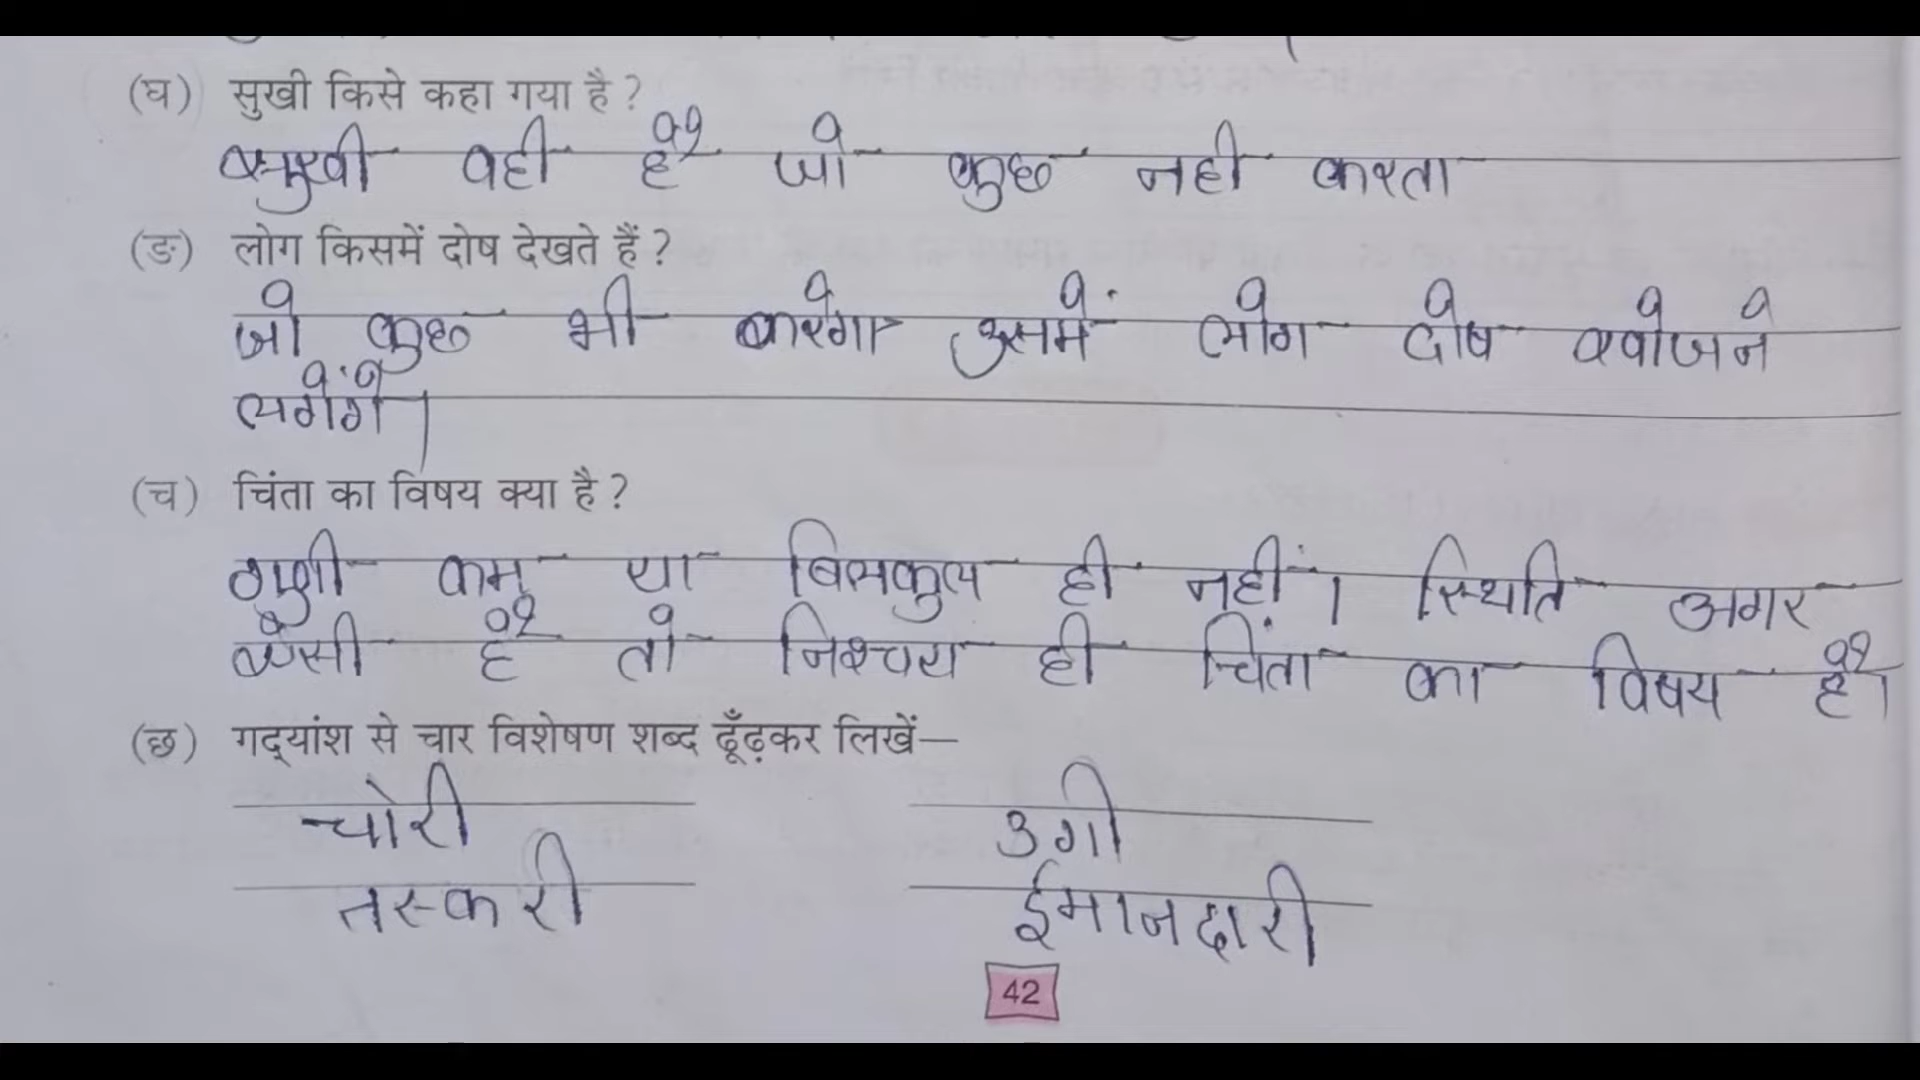 (घ) सुखी किसे कहा गया है ?
सुखी वही है जो कुछ नही करता
(ङ) लोग किसमें दोष देखते हैं ?
जो कुछ भी करेगा उसमें लोग दोष खोजने
लगेंगे।
(च) चिंता का विषय क्या है ?
गुणी कम या बिलकुल ही नहीं। स्थिति अगर
ऐसी है तो निश्चय ही चिंता का विषय है।
(छ) गद्यांश से चार विशेषण शब्द ढूँढ़कर लिखें—
चोरी ठगी
तस्करी ईमानदारी
42